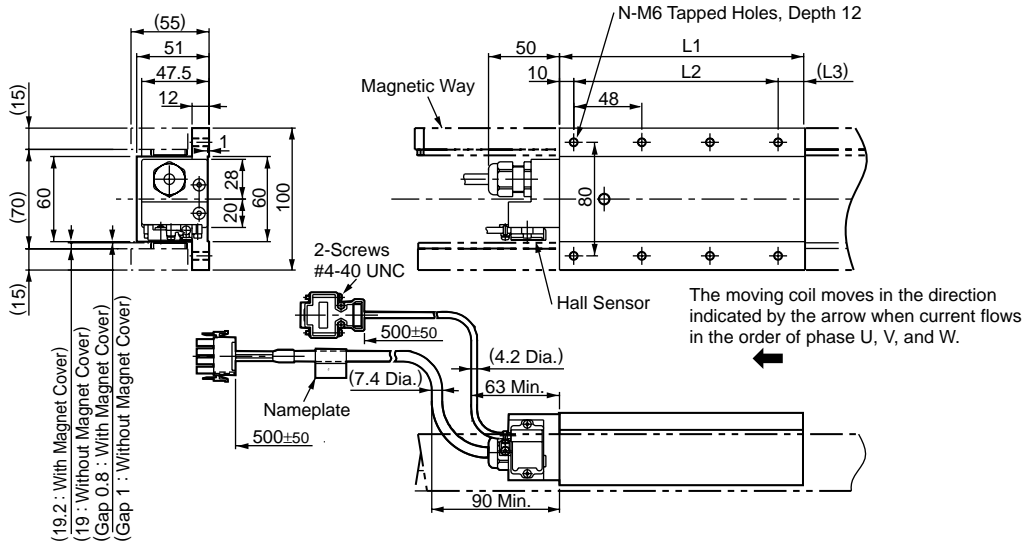 (55)
51
47.5
12
(15)
1
(70)
60
28
20
60
100
(15)
N-M6 Tapped Holes, Depth 12
50
L1
10
L2
(L3)
Magnetic Way
48
80
2-Screws
#4-40 UNC
Hall Sensor
The moving coil moves in the direction
indicated by the arrow when current flows
in the order of phase U, V, and W.
500±50
(4.2 Dia.)
(7.4 Dia.)
63 Min.
Nameplate
500±50
90 Min.
(19.2 : With Magnet Cover)
(19 : Without Magnet Cover)
(Gap 0.8 : With Magnet Cover)
(Gap 1 : Without Magnet Cover)